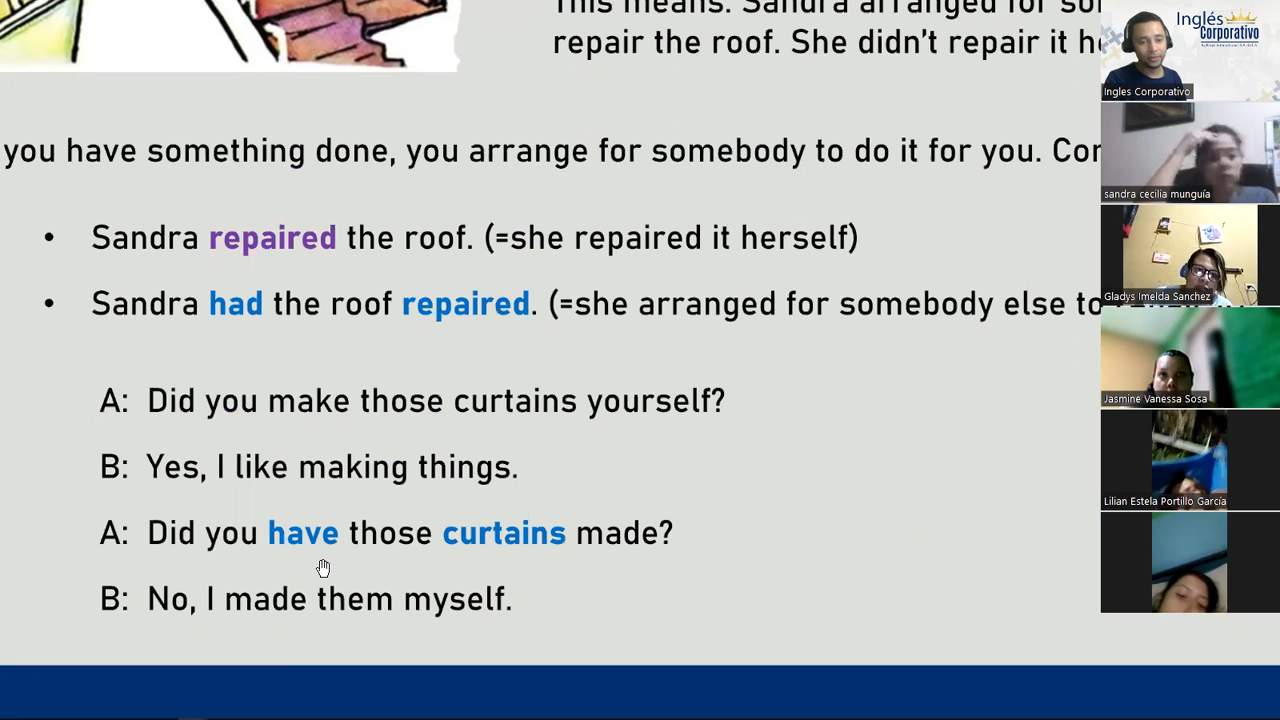 This means: Sandra arranged for so
repair the roof. She didn't repair it h
you have something done, you arrange for somebody to do it for you. Co
• Sandra repaired the roof. (=she repaired it herself)
• Sandra had the roof repaired. (=she arranged for somebody else to
A: Did you make those curtains yourself?
B: Yes, I like making things.
A: Did you have those curtains made?
B: No, I made them myself.
Inglés
Corporativo
Ingles Corporativo
sandra cecilia munguía
Gladys Imelda Sanchez
Jasmine Vanessa Sosa
Lilian Estela Portillo García